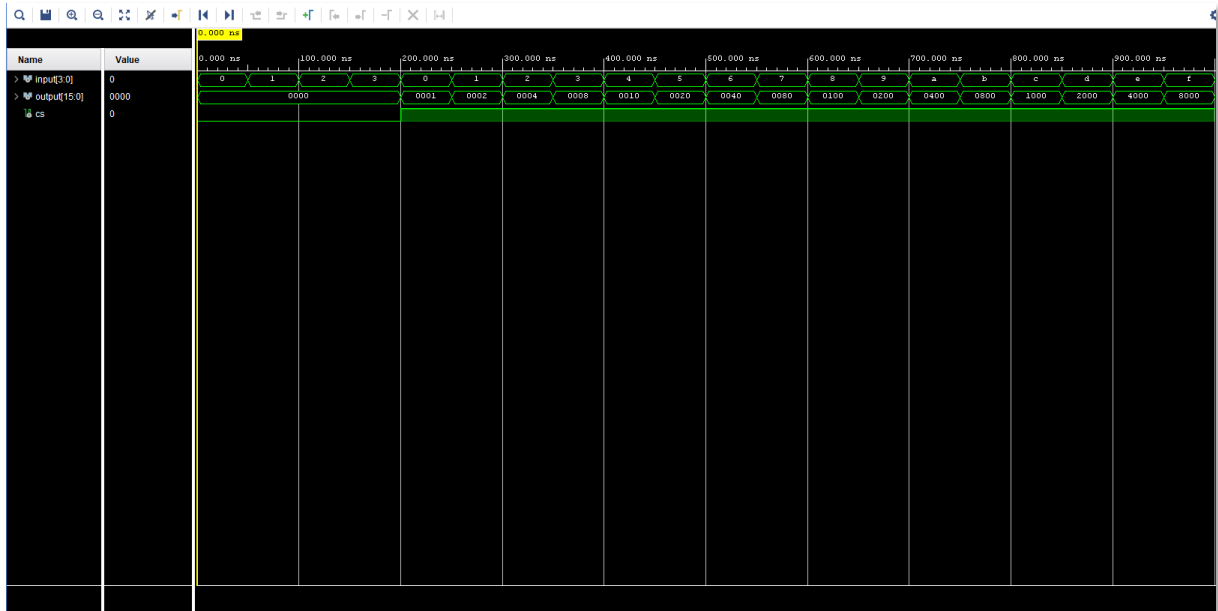 0.000 ns
Name Value 0.000 ns 100.000 ns 200.000 ns 300.000 ns 400.000 ns 500.000 ns 600.000 ns 700.000 ns 800.000 ns 900.000 ns
input[3:0] 0 0 1 2 3 0 1 2 3 4 5 6 7 8 9 a b c d e f
output[15:0] 0000 0000 0001 0002 0004 0008 0010 0020 0040 0080 0100 0200 0400 0800 1000 2000 4000 8000
cs 0